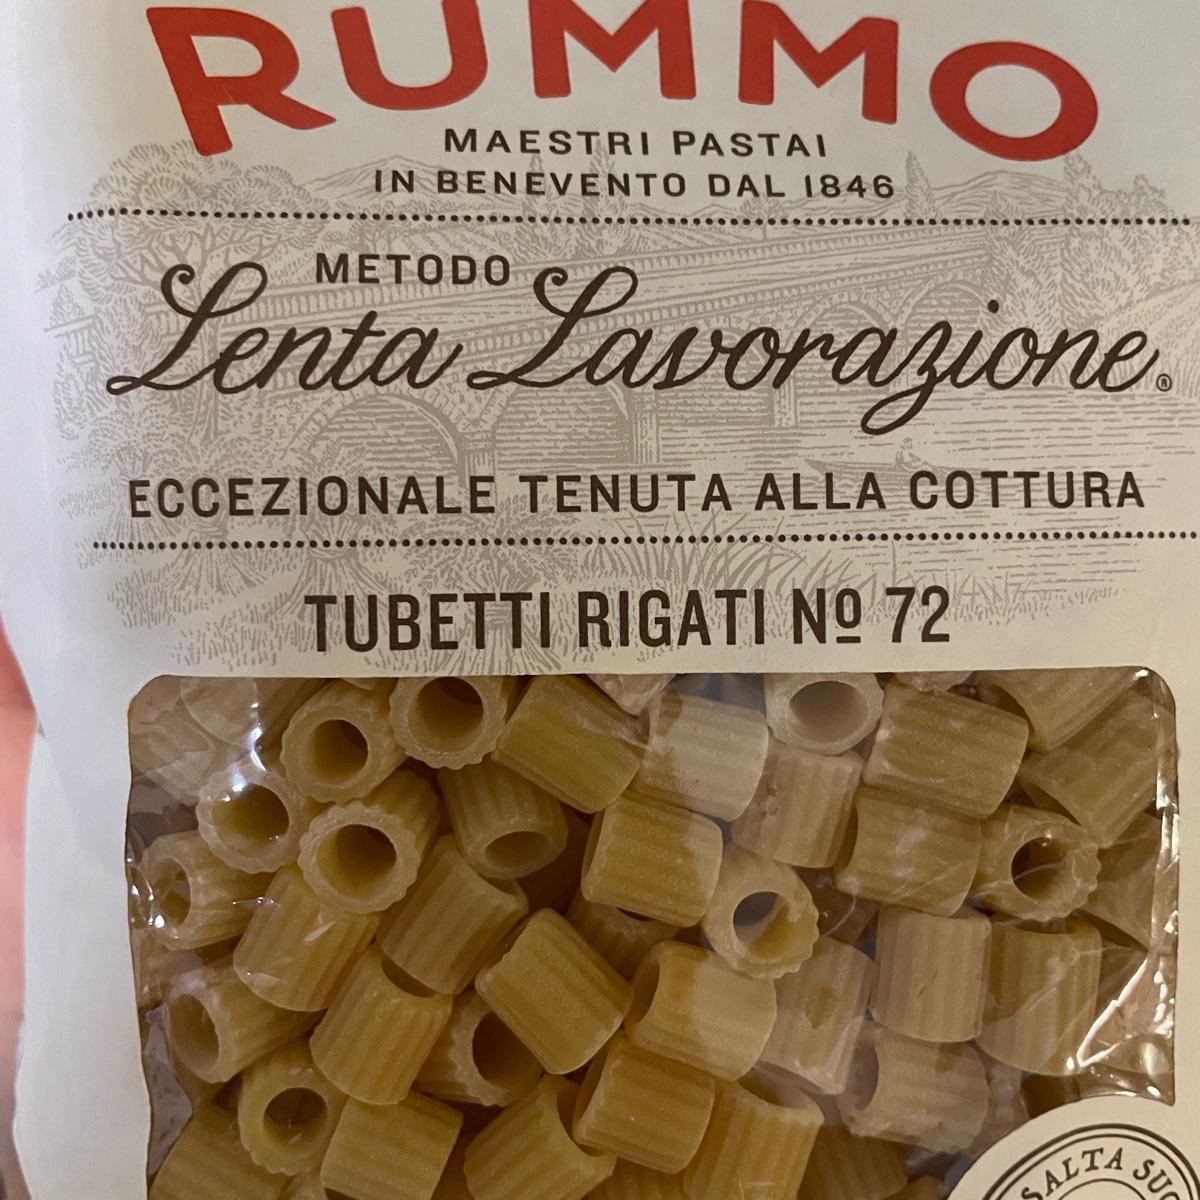 RUMMO
MAESTRI PASTAI
IN BENEVENTO DAL 1846
METODO
Lenta Lavorazione®
ECCEZIONALE TENUTA ALLA COTTURA
TUBETTI RIGATI Nº 72
SALTA